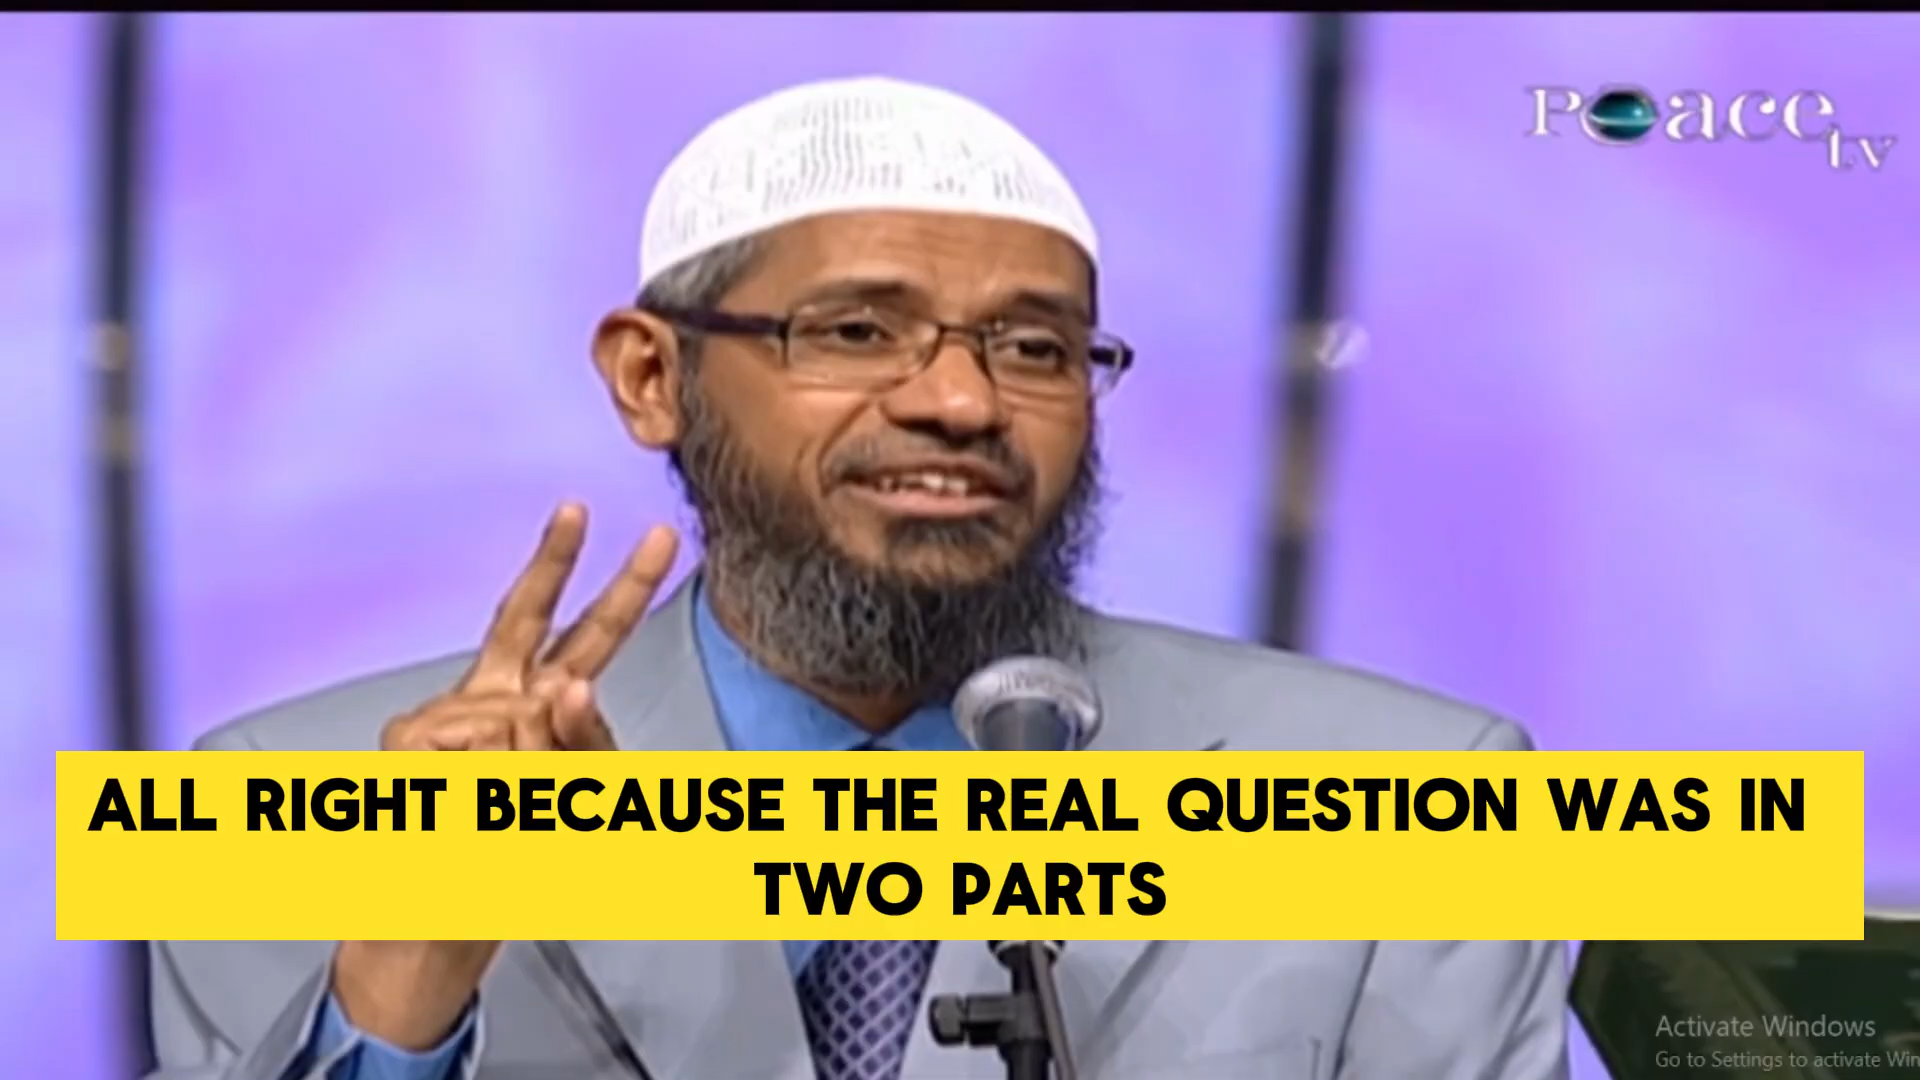 Peace
tv
ALL RIGHT BECAUSE THE REAL QUESTION WAS IN
TWO PARTS
Activate Windows
Go to Settings to activate Win